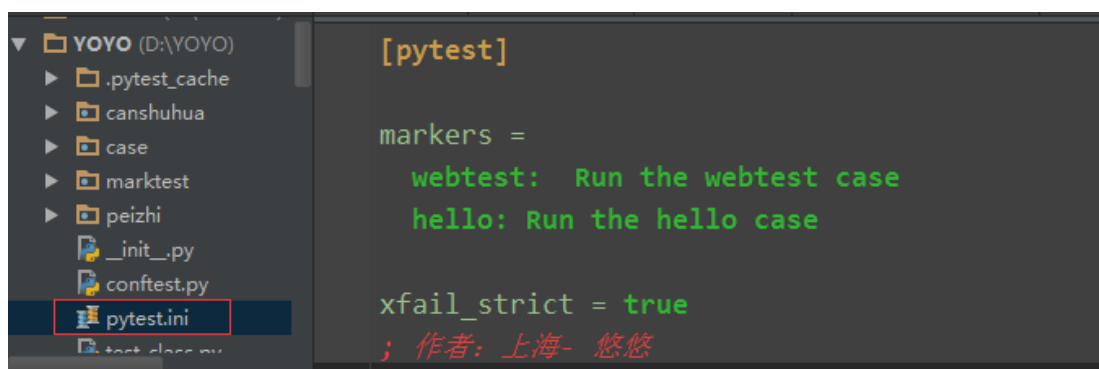 YOYO (D:\YOYO)
.pytest_cache
canshuhua
case
marktest
peizhi
__init__.py
conftest.py
pytest.ini
[pytest]
markers =
webtest:  Run the webtest case
hello: Run the hello case
xfail_strict = true
; 作者：上海- 悠悠